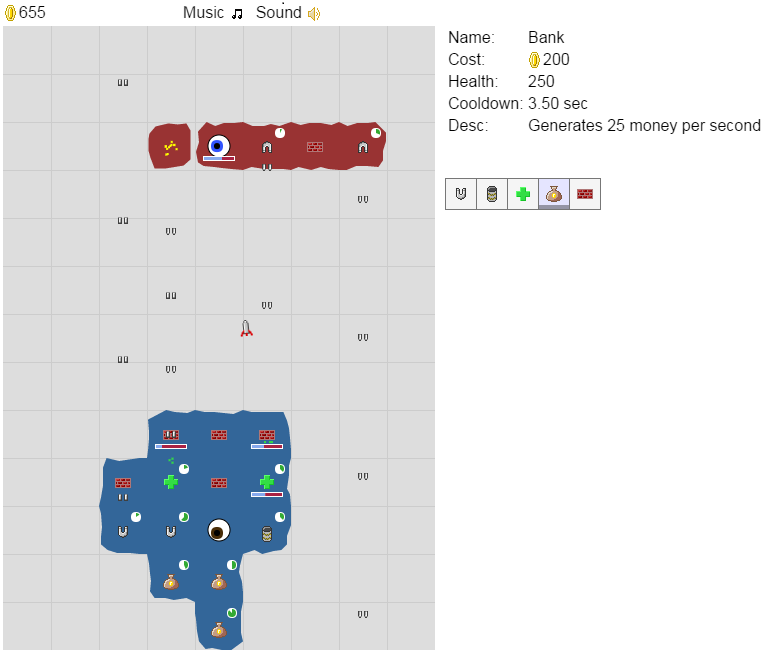 655 Music Sound
Name: Bank
Cost: 200
Health: 250
Cooldown: 3.50 sec
Desc: Generates 25 money per second